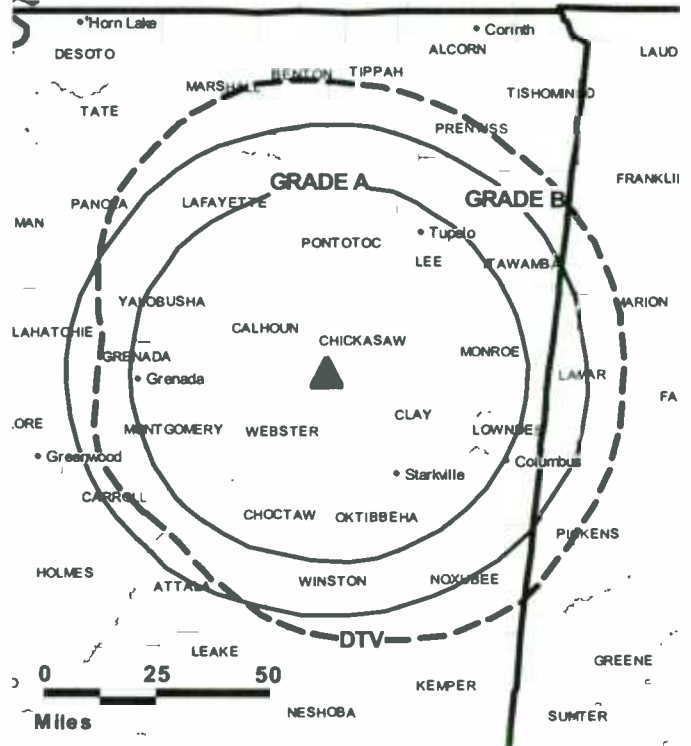 Horn Lake
Corinth
DESOTO
ALCORN
LAUD
BENTON
TIPPAH
MARSHALL
TISHOMINGO
TATE
PRENTISS
FRANKLI
GRADE A
GRADE B
PANOLA
LAFAYETTE
MAN
Tupelo
PONTOTOC
LEE
ITAWAMBA
YALOBUSHA
MARION
CALHOUN
LAHATCHIE
CHICKASAW
MONROE
GRENADA
Grenada
LAMAR
FA
CLAY
ORE
MONTGOMERY
WEBSTER
LOWNDES
Greenwood
Columbus
Starkville
CARROLL
CHOCTAW
OKTIBBEHA
PICKENS
HOLMES
ATTALA
WINSTON
NOXUBEE
DTV
LEAKE
GREENE
0 25 50
KEMPER
Miles
NESHOBA
SUMTER